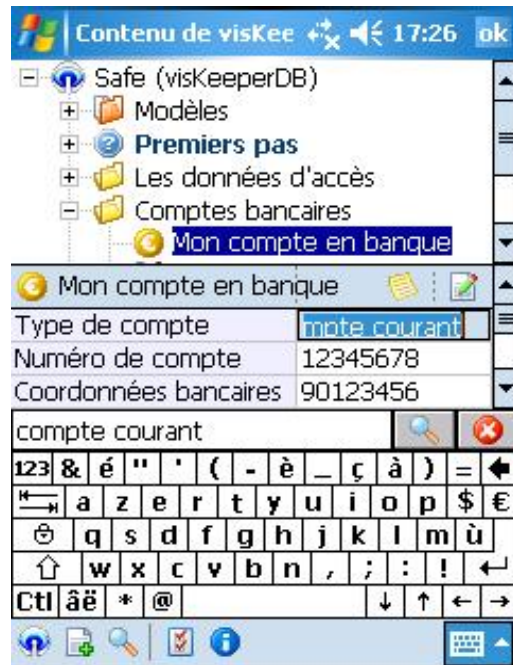 Contenu de visKee 17:26 ok
Safe (visKeeperDB)
Modèles
Premiers pas
Les données d'accès
Comptes bancaires
Mon compte en banque
Mon compte en banque
Type de compte mpte courant
Numéro de compte 12345678
Coordonnées bancaires 90123456
compte courant
123 & é " ' ( - è _ ç à ) =
a z e r t y u i o p $ €
q s d f g h j k l m ù
w x c v b n , ; : !
Ctl âë * @ ↓ ↑ ← →